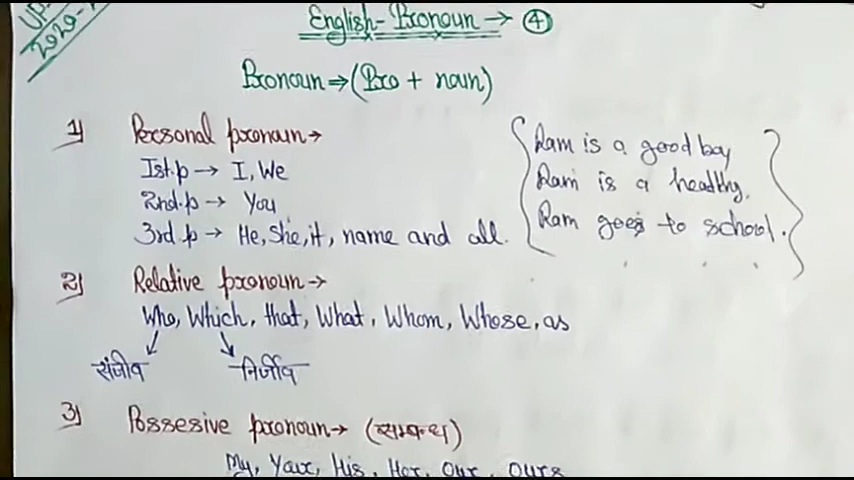 UP-
2020-
English-Pronoun → ④
Pronoun ⇒ (Pro + noun)
1) Personal pronoun →
Ist.p → I, We
2nd.p → You
3rd.p → He, She, it, name and all.
Ram is a good boy
Ram is a healthy.
Ram goes to school.
2) Relative pronoun →
Who, Which, that, What, Whom, Whose, as
संजीव निर्जीव
3) Possesive pronoun → (सम्बन्ध)
My, Your, His, Her, Our, Ours